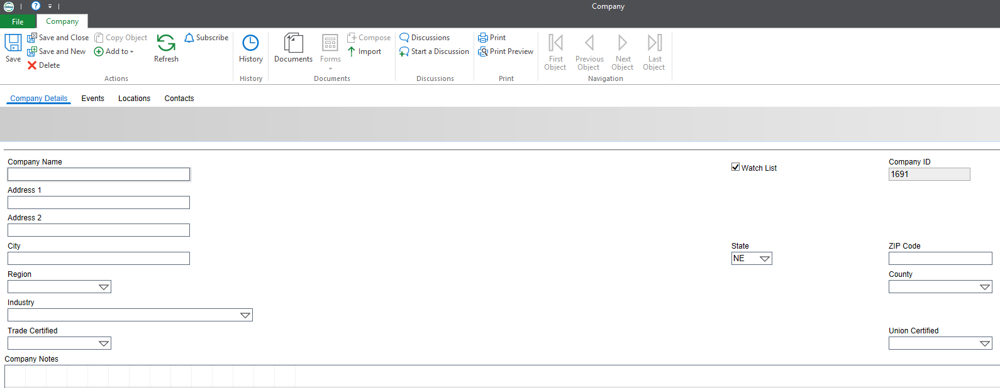 Company
File
Company
Save
Save and Close
Save and New
Delete
Copy Object
Add to
Refresh
Subscribe
Actions
History
History
Documents
Forms
Compose
Import
Documents
Discussions
Start a Discussion
Discussions
Print
Print Preview
Print
First Object
Previous Object
Next Object
Last Object
Navigation
Company Details Events Locations Contacts
Company Name
Watch List
Company ID
1691
Address 1
Address 2
City
State
NE
ZIP Code
Region
County
Industry
Trade Certified
Union Certified
Company Notes